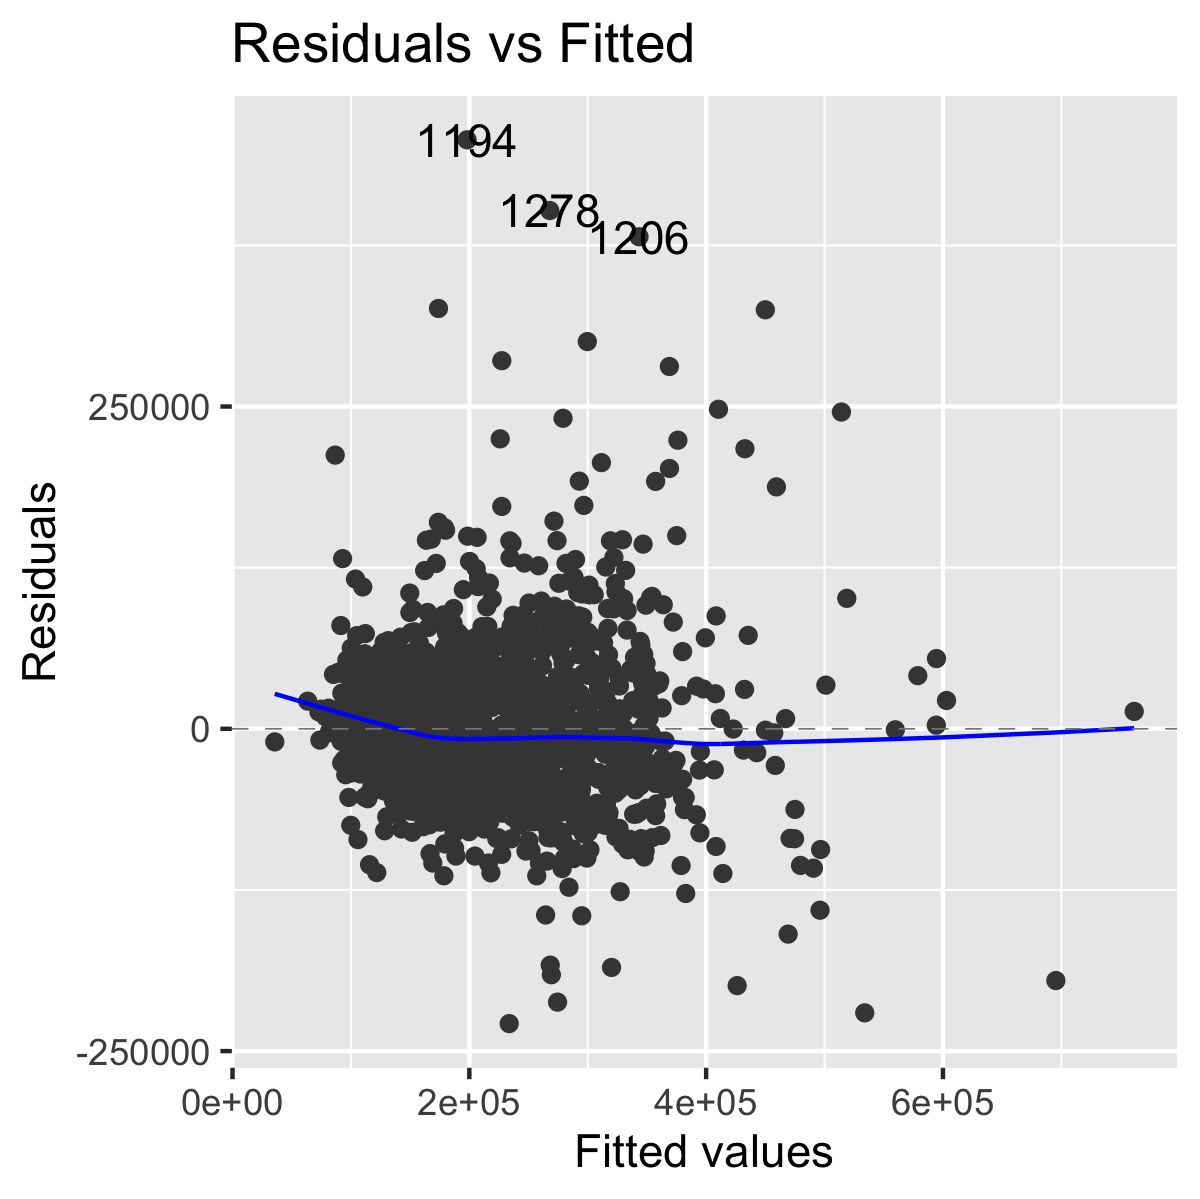 Residuals vs Fitted
1194
1278
1206
250000
0
-250000
Residuals
0e+00 2e+05 4e+05 6e+05
Fitted values